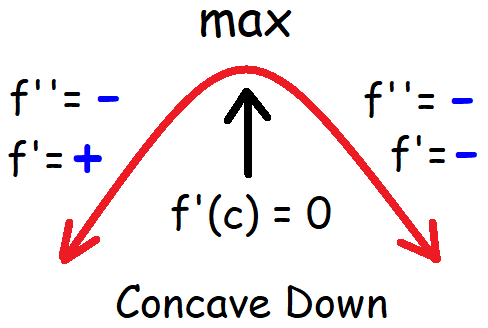 max
f''= -
f'= +
f''= -
f'= -
f'(c) = 0
Concave Down